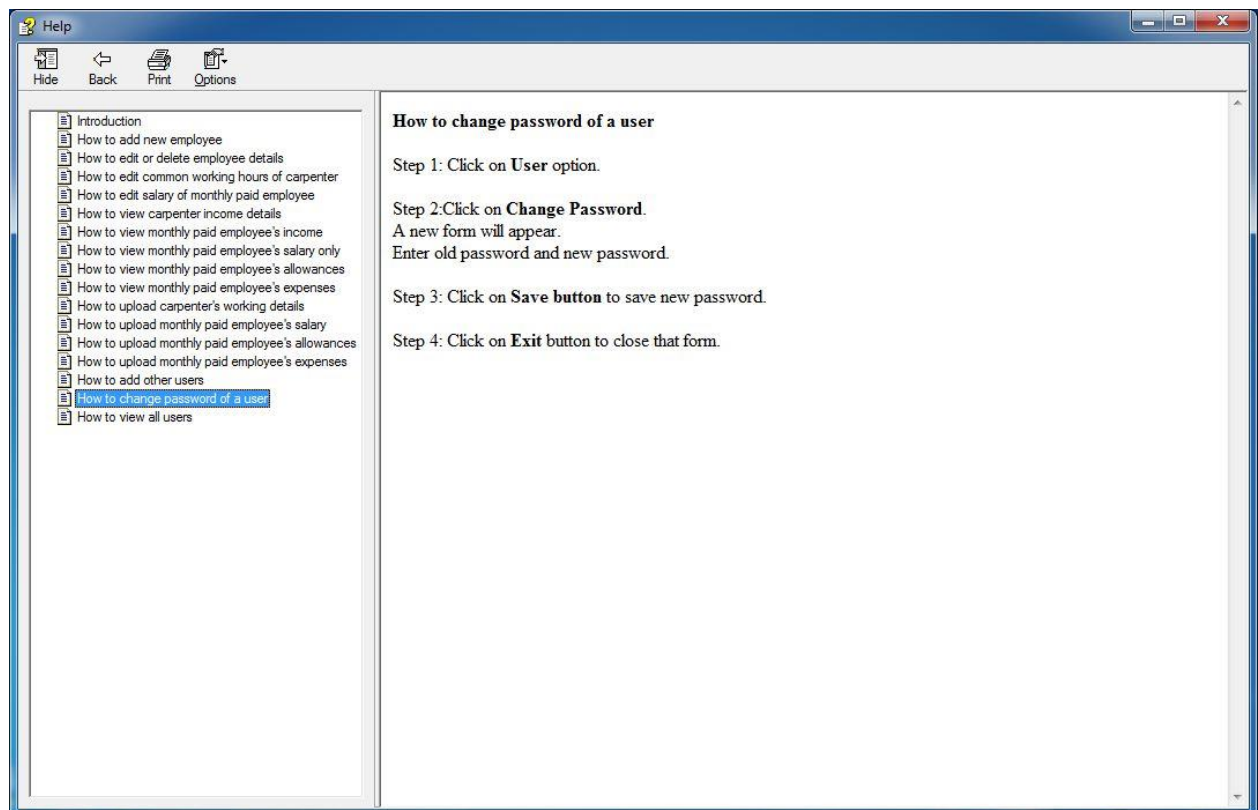 Help
Hide Back Print Options
Introduction
How to add new employee
How to edit or delete employee details
How to edit common working hours of carpenter
How to edit salary of monthly paid employee
How to view carpenter income details
How to view monthly paid employee's income
How to view monthly paid employee's salary only
How to view monthly paid employee's allowances
How to view monthly paid employee's expenses
How to upload carpenter's working details
How to upload monthly paid employee's salary
How to upload monthly paid employee's allowances
How to upload monthly paid employee's expenses
How to add other users
How to change password of a user
How to view all users
How to change password of a user
Step 1: Click on User option.
Step 2:Click on Change Password.
A new form will appear.
Enter old password and new password.
Step 3: Click on Save button to save new password.
Step 4: Click on Exit button to close that form.